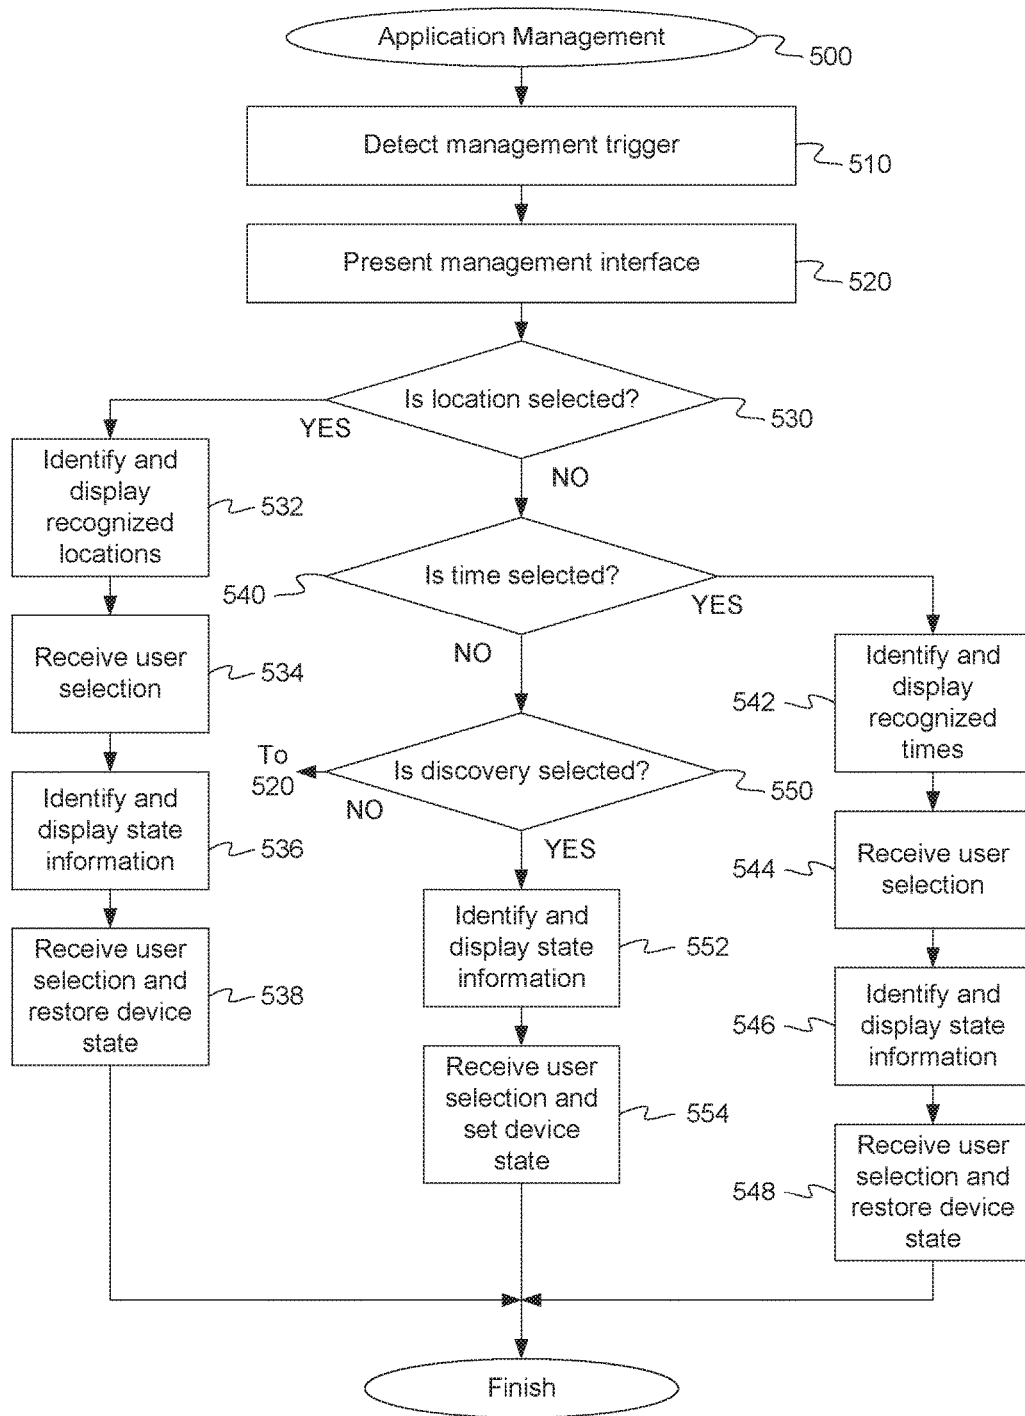 Application Management
500
Detect management trigger
510
Present management interface
520
Is location selected?
530
YES
NO
Identify and
display
recognized
locations
532
Receive user
selection
534
Identify and
display state
information
536
Receive user
selection and
restore device
state
538
Is time selected?
540
YES
NO
Identify and
display
recognized
times
542
Receive user
selection
544
Identify and
display state
information
546
Receive user
selection and
restore device
state
548
Is discovery selected?
550
To
520
NO
YES
Identify and
display state
information
552
Receive user
selection and
set device
state
554
Finish